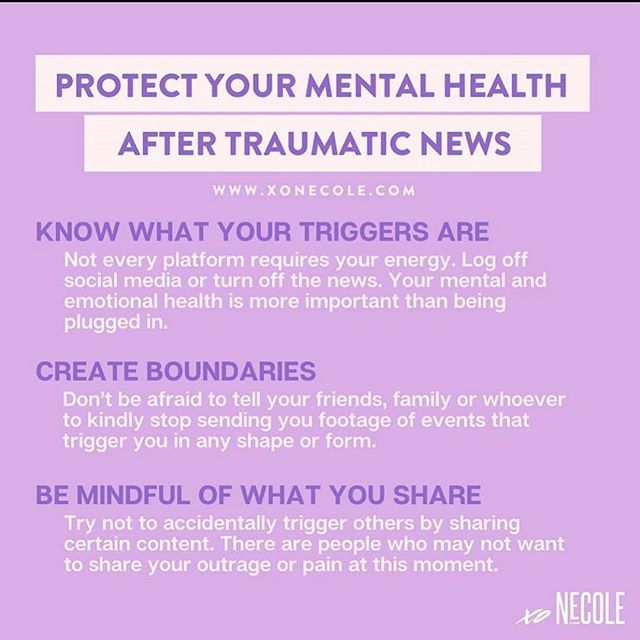 PROTECT YOUR MENTAL HEALTH
AFTER TRAUMATIC NEWS
WWW.XONECOLE.COM
KNOW WHAT YOUR TRIGGERS ARE
Not every platform requires your energy. Log off
social media or turn off the news. Your mental and
emotional health is more important than being
plugged in.
CREATE BOUNDARIES
Don't be afraid to tell your friends, family or whoever
to kindly stop sending you footage of events that
trigger you in any shape or form.
BE MINDFUL OF WHAT YOU SHARE
Try not to accidentally trigger others by sharing
certain content. There are people who may not want
to share your outrage or pain at this moment.
xo NECOLE